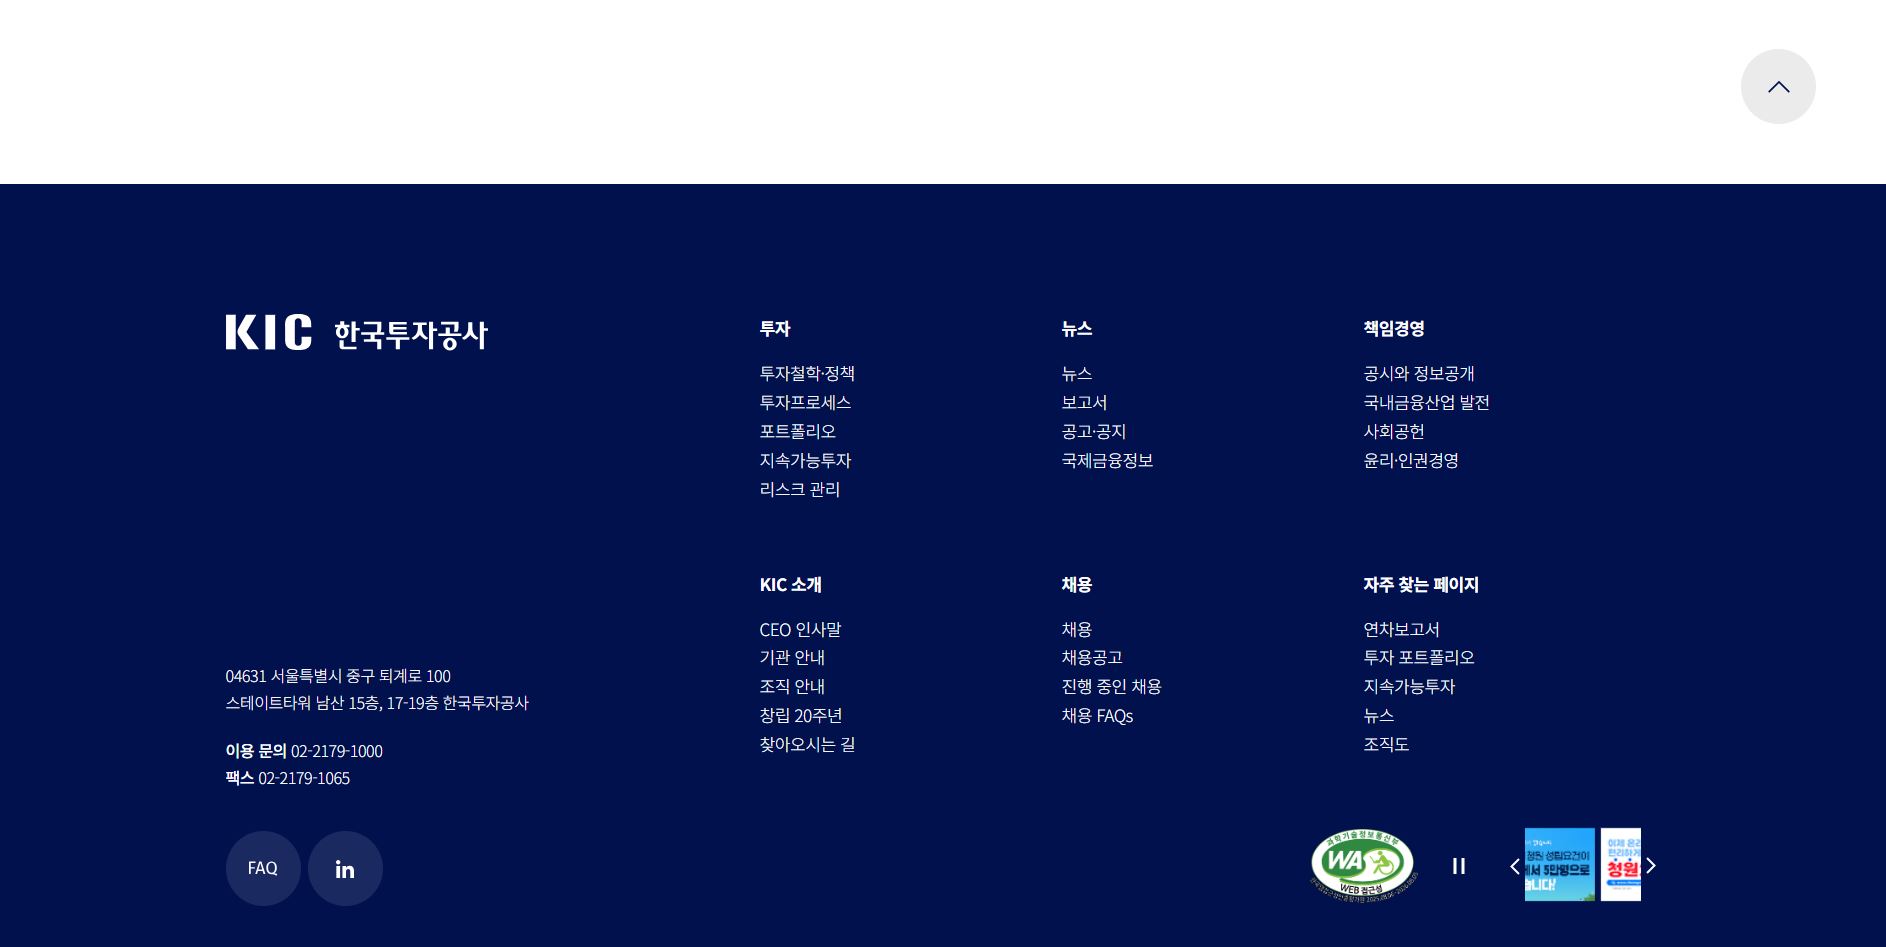 KIC 한국투자공사
투자
투자철학·정책
투자프로세스
포트폴리오
지속가능투자
리스크 관리
뉴스
뉴스
보고서
공고·공지
국제금융정보
책임경영
공시와 정보공개
국내금융산업 발전
사회공헌
윤리·인권경영
KIC 소개
CEO 인사말
기관 안내
조직 안내
창립 20주년
찾아오시는 길
채용
채용
채용공고
진행 중인 채용
채용 FAQs
자주 찾는 페이지
연차보고서
투자 포트폴리오
지속가능투자
뉴스
조직도
04631 서울특별시 중구 퇴계로 100
스테이트타워 남산 15층, 17-19층 한국투자공사
이용 문의 02-2179-1000
팩스 02-2179-1065
FAQ
in
과학기술정보통신부
WA
WEB 접근성
청원 성립요건이
서 5만명으로
습니다!
이제 온
편리하게
청원